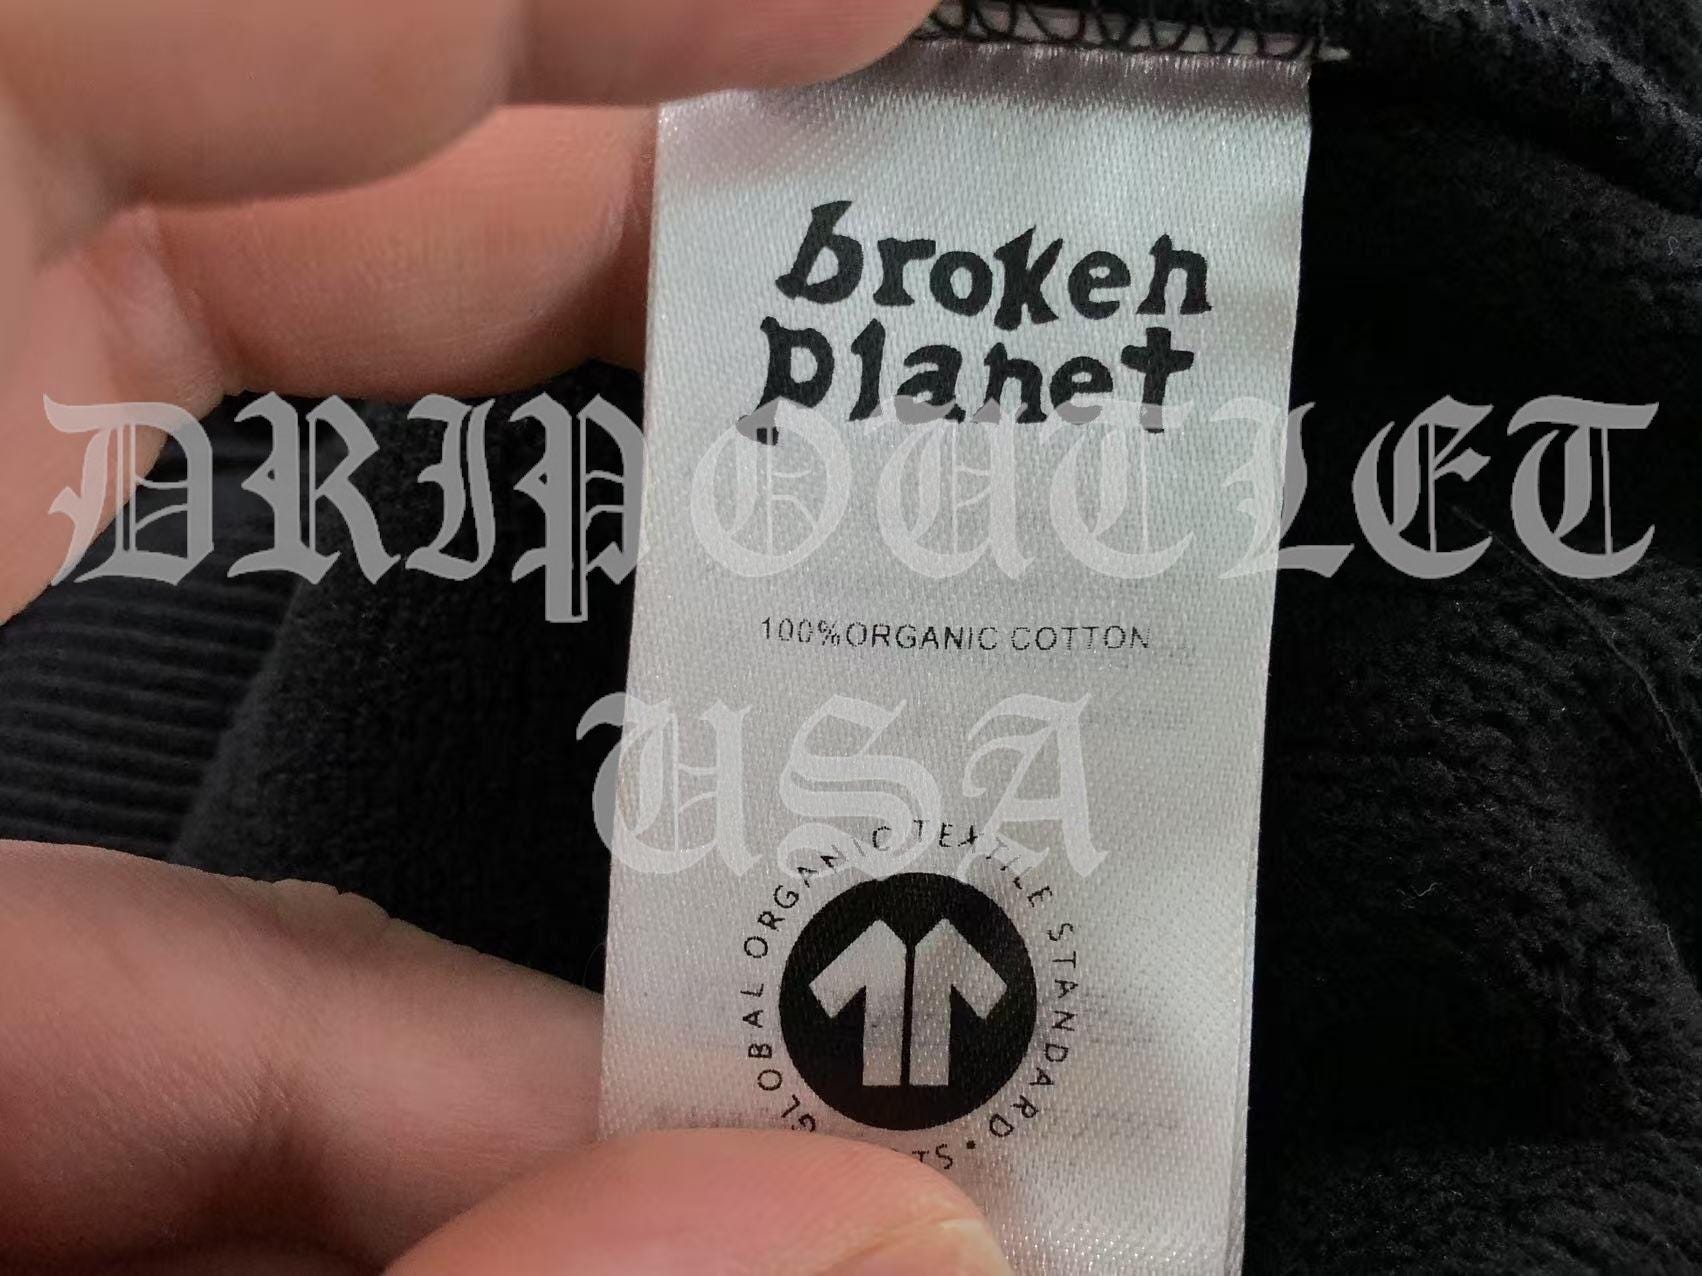 broken
planet
DRIPOUTLET
100%ORGANIC COTTON
USA
GLOBAL ORGANIC TEXTILE STANDARD •